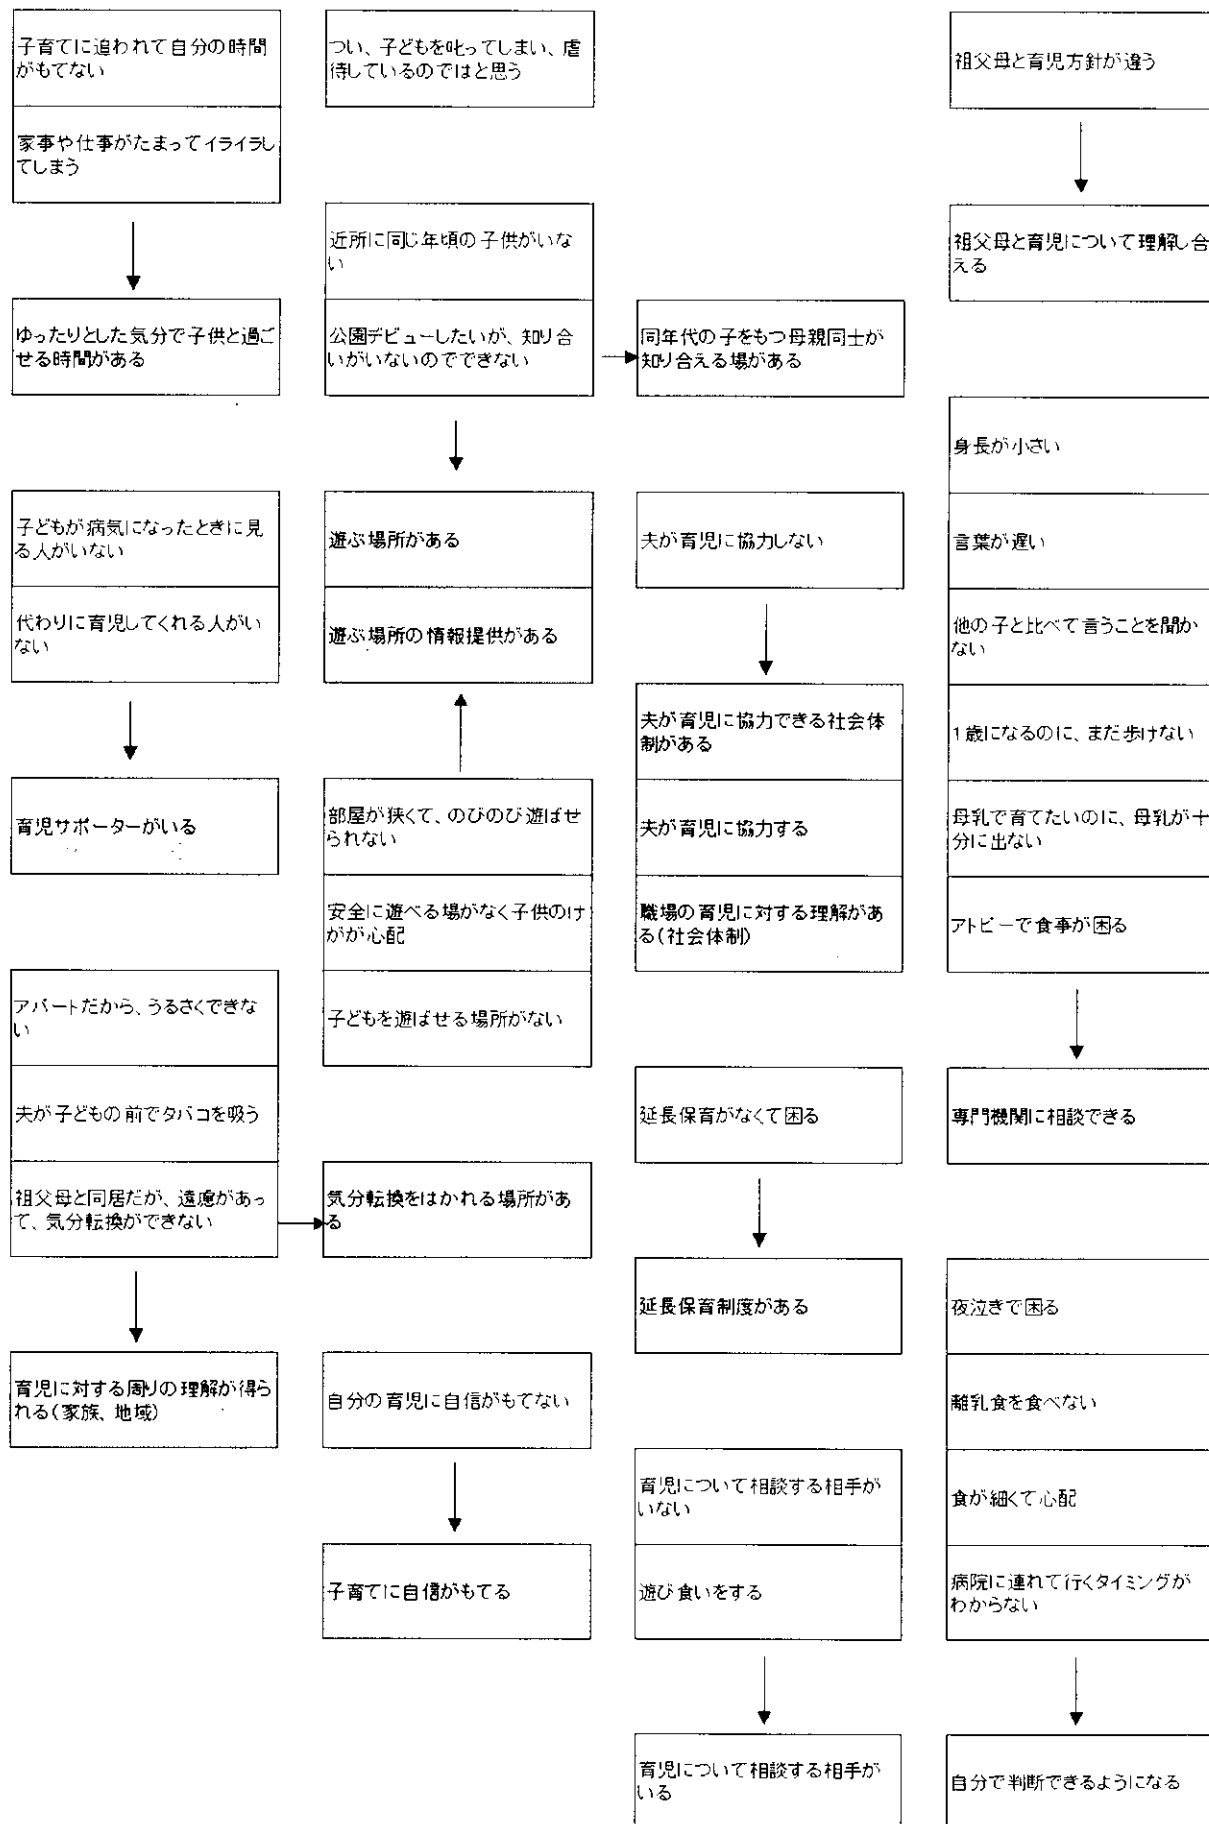 子育てに追われて自分の時間
がもてない
家事や仕事がたまってイライラし
てしまう
ゆったりとした気分で子供と過ご
せる時間がある
子どもが病気になったときに見
る人がいない
代わりに育児してくれる人がい
ない
育児サポーターがいる
アパートだから、うるさくできな
い
夫が子どもの前でタバコを吸う
祖父母と同居だが、遠慮があっ
て、気分転換ができない
育児に対する周りの理解が得ら
れる(家族、地域)
つい、子どもを叱ってしまい、虐
待しているのではと思う
近所に同じ年頃の子供がいな
い
公園デビューしたいが、知り合
いがいないのでできない
遊ぶ場所がある
遊ぶ場所の情報提供がある
部屋が狭くて、のびのび遊ばせ
られない
安全に遊べる場がなく子供のけ
がが心配
子どもを遊ばせる場所がない
気分転換をはかれる場所があ
る
自分の育児に自信がもてない
子育てに自信がもてる
同年代の子をもつ母親同士が
知り合える場がある
夫が育児に協力しない
夫が育児に協力できる社会体
制がある
夫が育児に協力する
職場の育児に対する理解があ
る(社会体制)
延長保育がなくて困る
延長保育制度がある
育児について相談する相手が
いない
遊び食いをする
育児について相談する相手が
いる
祖父母と育児方針が違う
祖父母と育児について理解し合
える
身長が小さい
言葉が遅い
他の子と比べて言うことを聞か
ない
1歳になるのに、まだ歩けない
母乳で育てたいのに、母乳が十
分に出ない
アトピーで食事が困る
専門機関に相談できる
夜泣きで困る
離乳食を食べない
食が細くて心配
病院に連れて行くタイミングが
わからない
自分で判断できるようになる